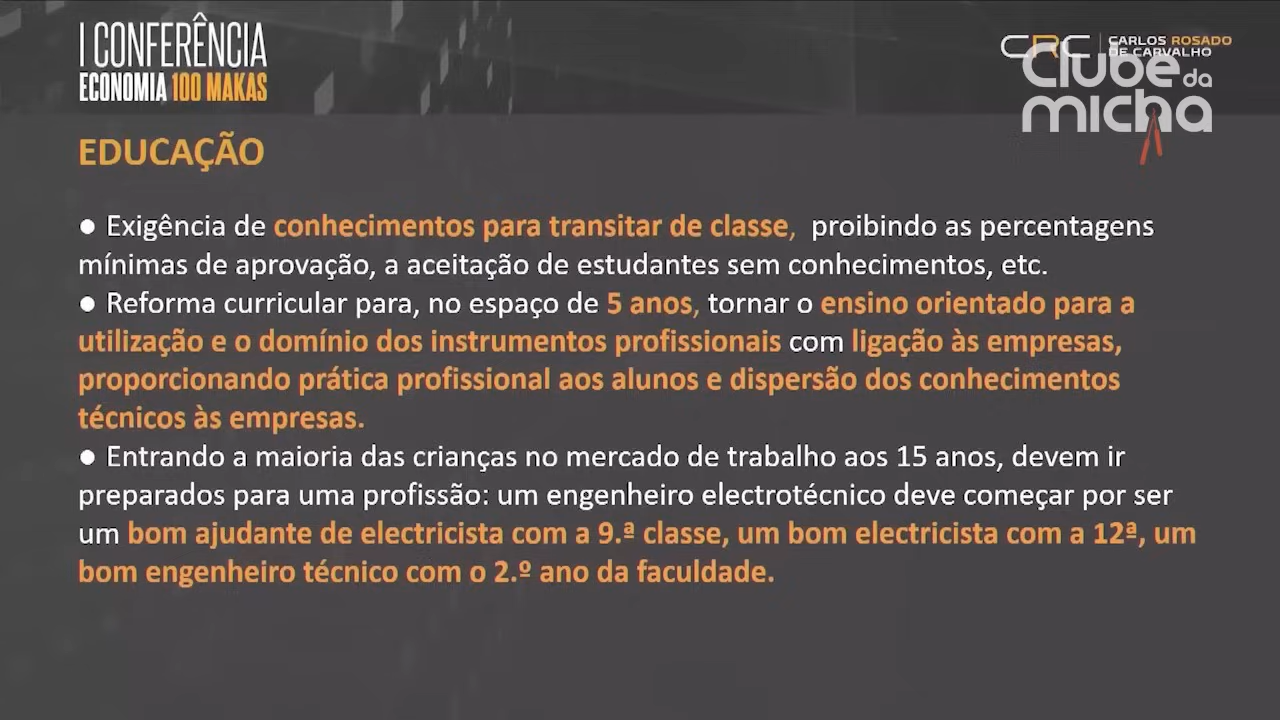 I CONFERÊNCIA
ECONOMIA 100 MAKAS
CRC
CARLOS ROSADO
DE CARVALHO
Clube da
micha
EDUCAÇÃO
● Exigência de conhecimentos para transitar de classe, proibindo as percentagens
mínimas de aprovação, a aceitação de estudantes sem conhecimentos, etc.
● Reforma curricular para, no espaço de 5 anos, tornar o ensino orientado para a
utilização e o domínio dos instrumentos profissionais com ligação às empresas,
proporcionando prática profissional aos alunos e dispersão dos conhecimentos
técnicos às empresas.
● Entrando a maioria das crianças no mercado de trabalho aos 15 anos, devem ir
preparados para uma profissão: um engenheiro electrotécnico deve começar por ser
um bom ajudante de electricista com a 9.ª classe, um bom electricista com a 12ª, um
bom engenheiro técnico com o 2.º ano da faculdade.